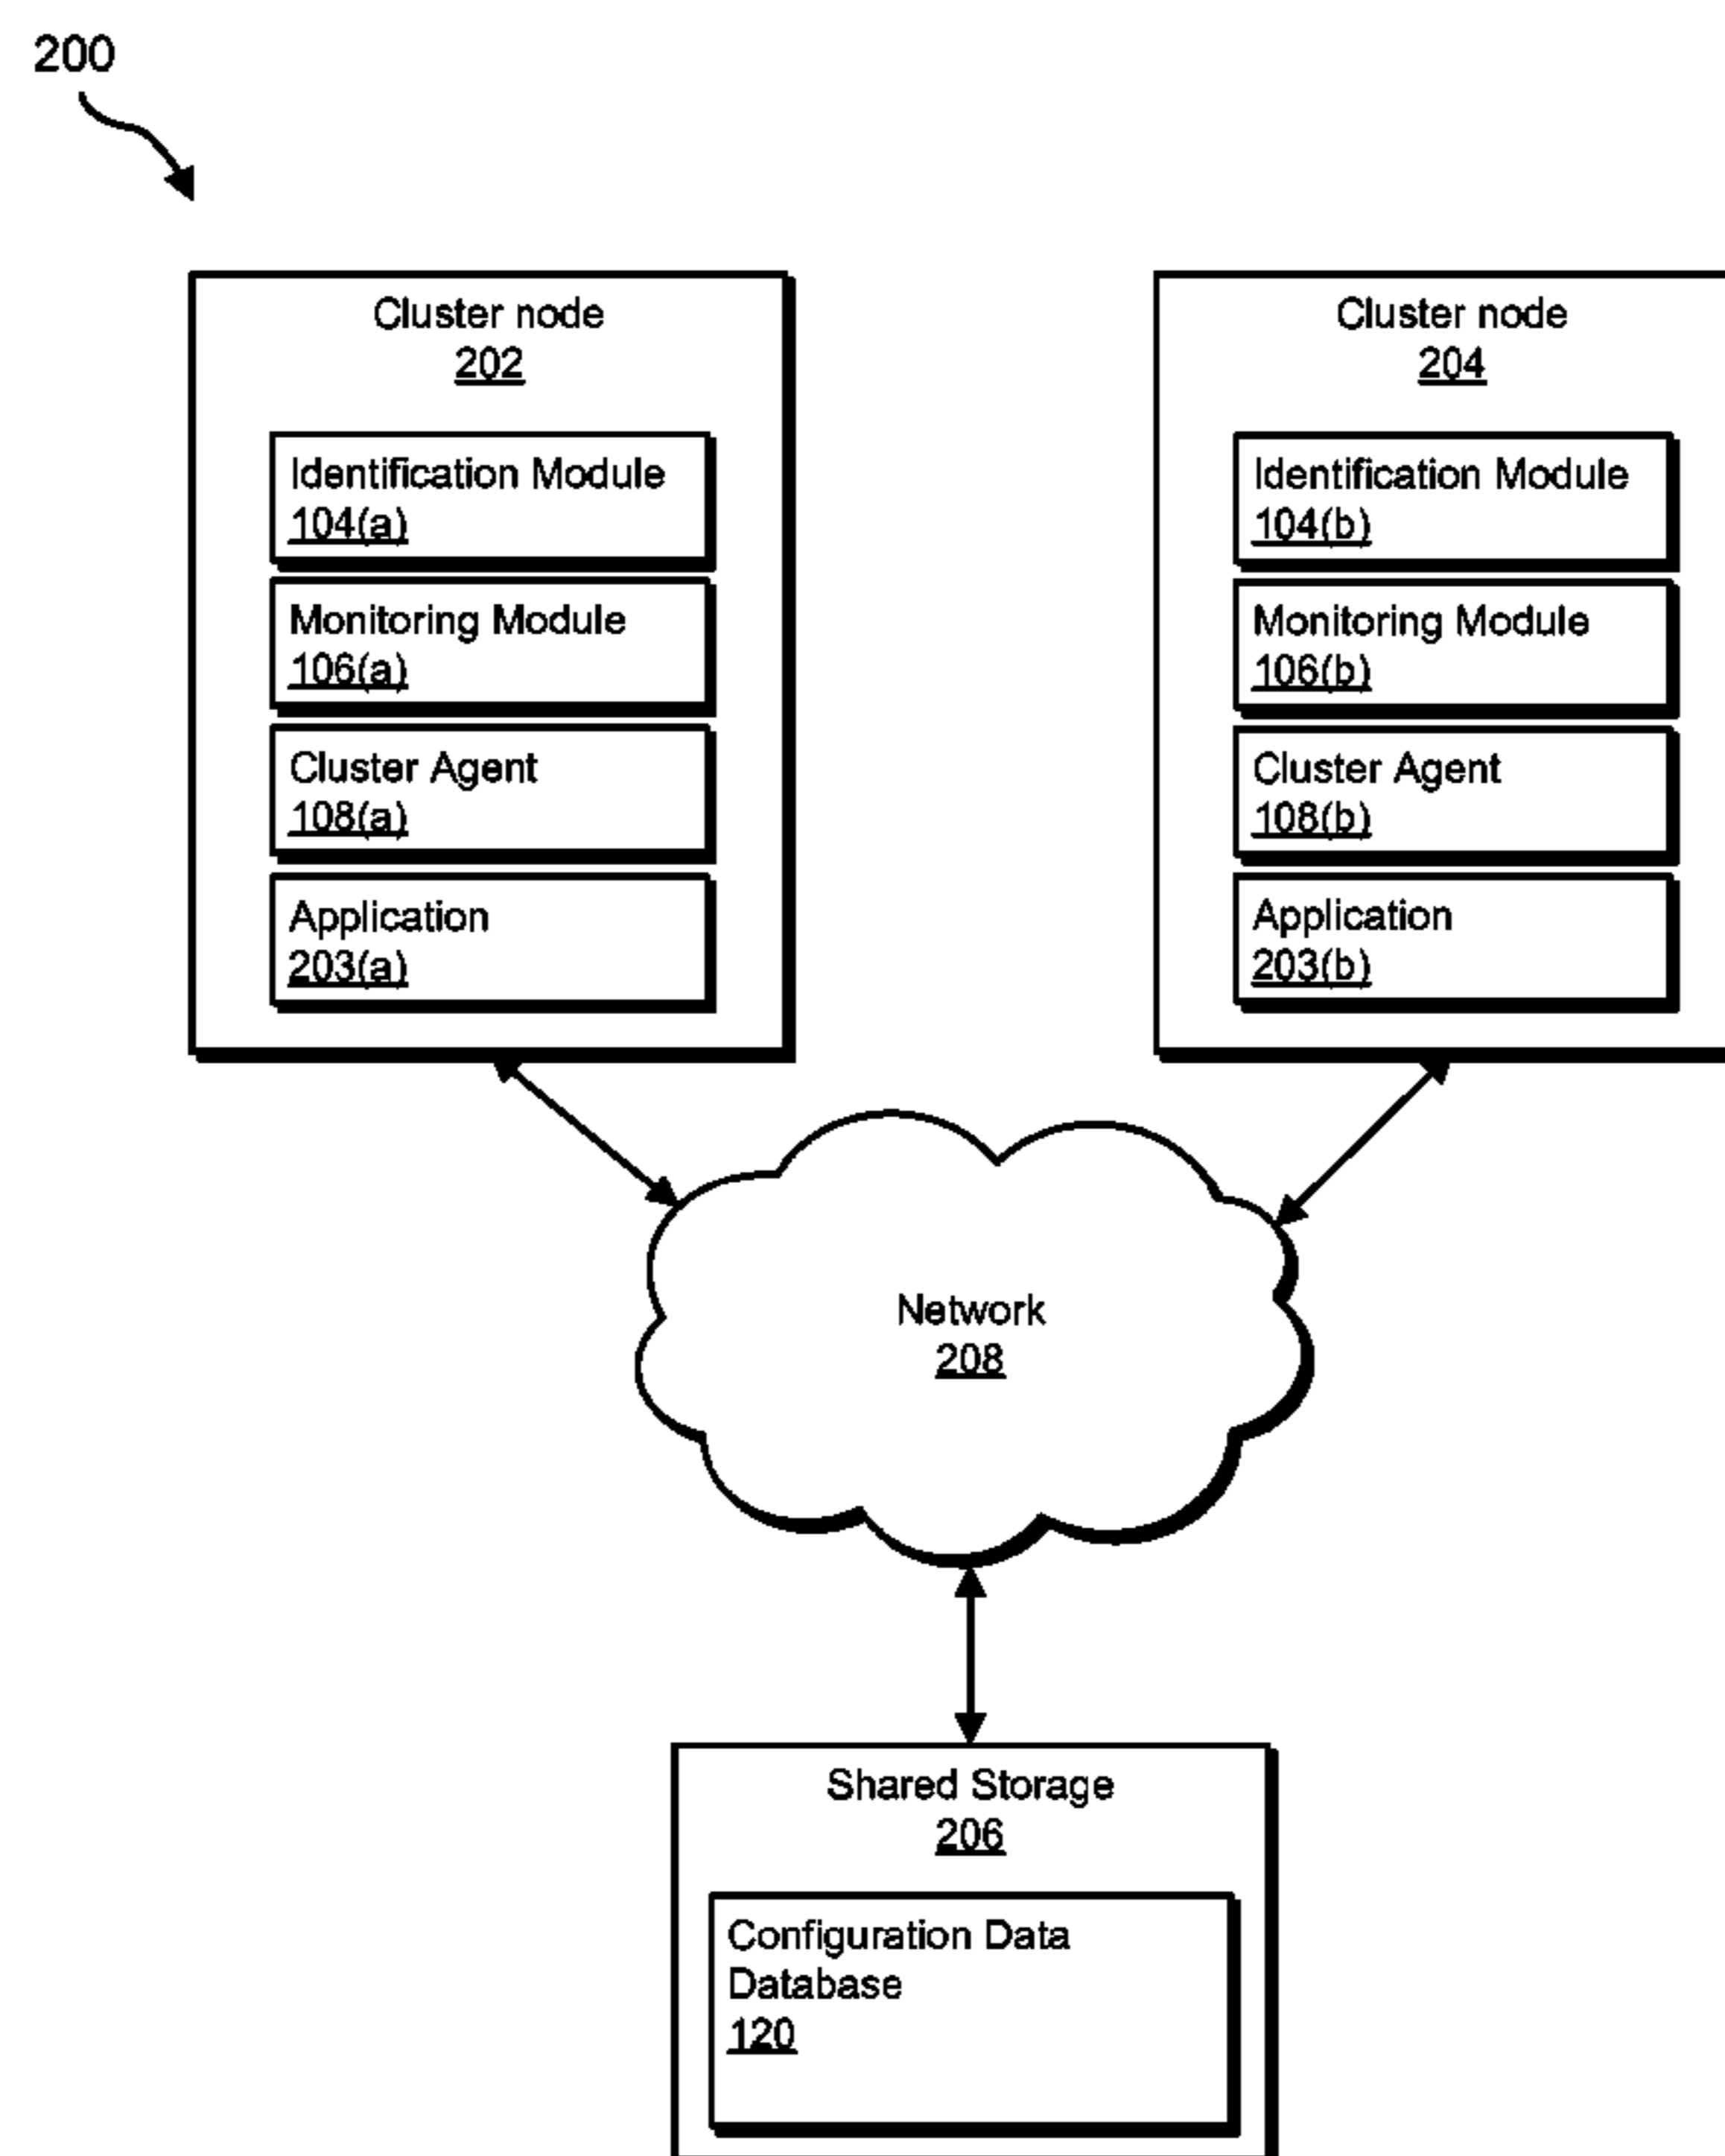 200
Cluster node
202
Identification Module
104(a)
Monitoring Module
106(a)
Cluster Agent
108(a)
Application
203(a)
Cluster node
204
Identification Module
104(b)
Monitoring Module
106(b)
Cluster Agent
108(b)
Application
203(b)
Network
208
Shared Storage
206
Configuration Data
Database
120